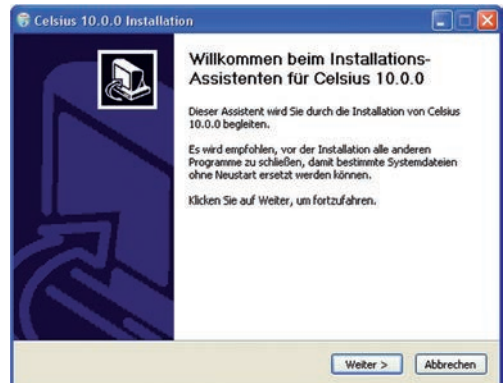 Celsius 10.0.0 Installation
Willkommen beim Installations-
Assistenten für Celsius 10.0.0
Dieser Assistent wird Sie durch die Installation von Celsius
10.0.0 begleiten.
Es wird empfohlen, vor der Installation alle anderen
Programme zu schließen, damit bestimmte Systemdateien
ohne Neustart ersetzt werden können.
Klicken Sie auf Weiter, um fortzufahren.
Weiter >
Abbrechen